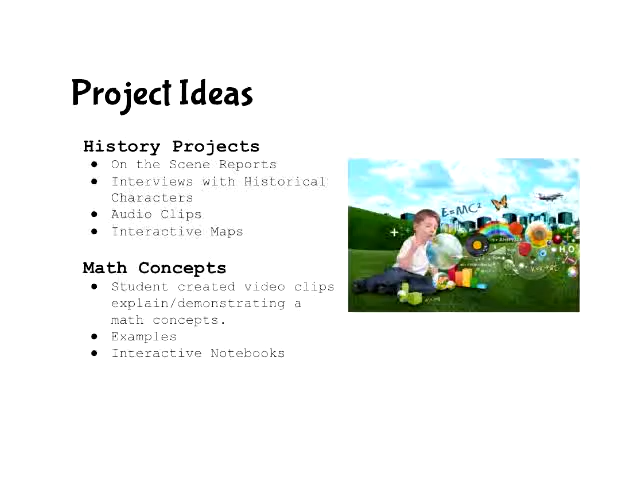 Project Ideas
History Projects
● On the Scene Reports
● Interviews with Historical
Characters
● Audio Clips
● Interactive Maps
Math Concepts
● Student created video clips
explain/demonstrating a
math concepts.
● Examples
● Interactive Notebooks
E=MC²
H₂O